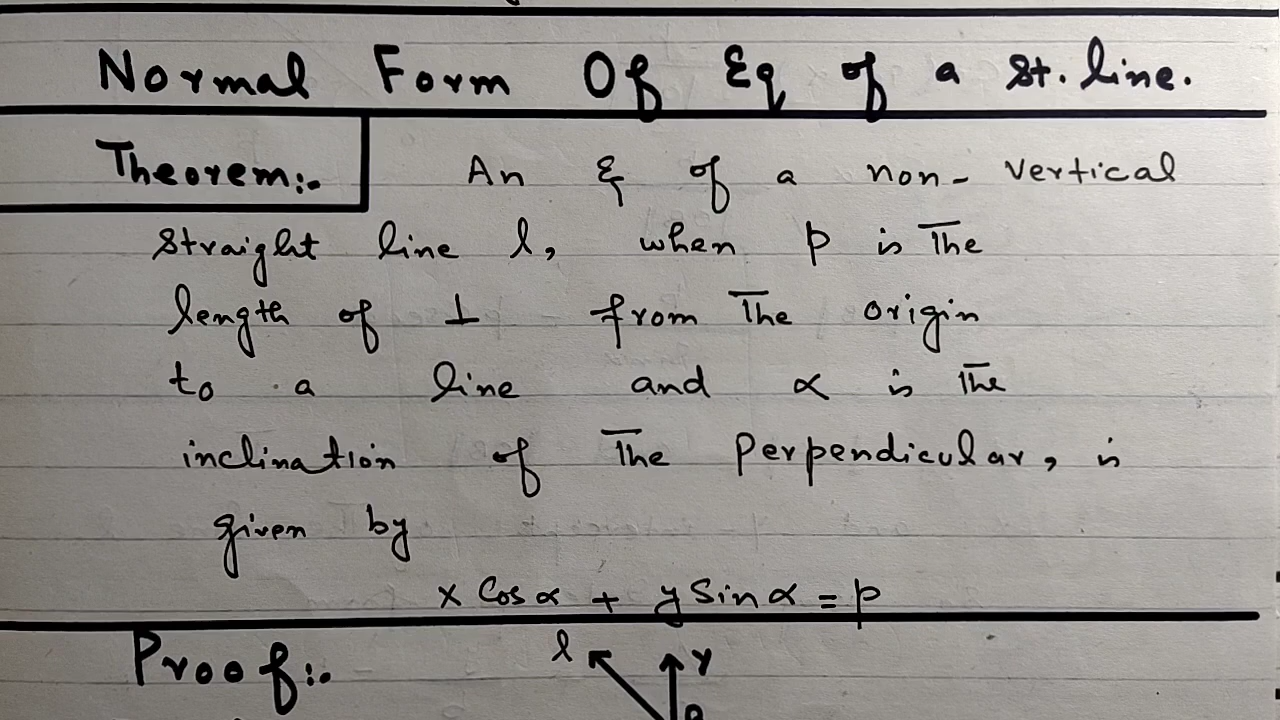 Normal Form Of Eq of a st. line.
Theorem:- An Eq of a non-vertical
straight line l, when p is The
length of ⊥ from The origin
to a line and α is The
inclination of The Perpendicular, is
given by
x Cos α + y Sin α = p
Proof:-
l Y